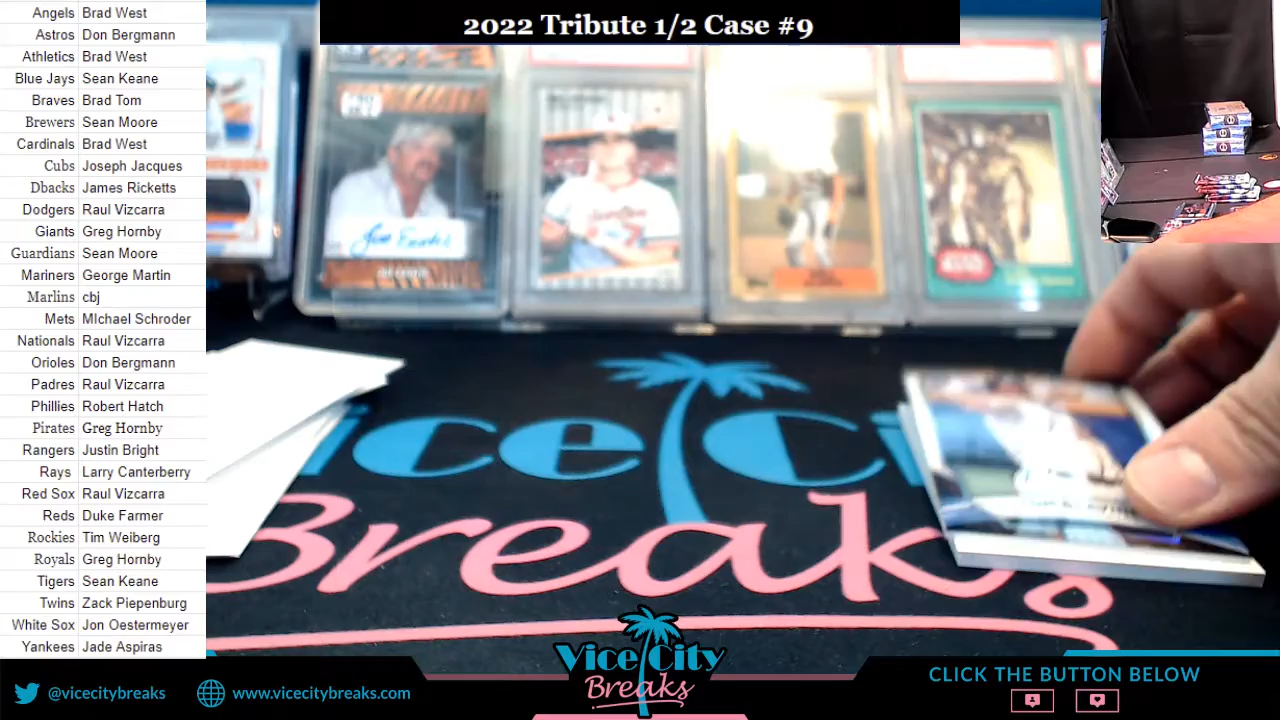 2022 Tribute 1/2 Case #9
Angels Brad West
Astros Don Bergmann
Athletics Brad West
Blue Jays Sean Keane
Braves Brad Tom
Brewers Sean Moore
Cardinals Brad West
Cubs Joseph Jacques
Dbacks James Ricketts
Dodgers Raul Vizcarra
Giants Greg Hornby
Guardians Sean Moore
Mariners George Martin
Marlins cbj
Mets MIchael Schroder
Nationals Raul Vizcarra
Orioles Don Bergmann
Padres Raul Vizcarra
Phillies Robert Hatch
Pirates Greg Hornby
Rangers Justin Bright
Rays Larry Canterberry
Red Sox Raul Vizcarra
Reds Duke Farmer
Rockies Tim Weiberg
Royals Greg Hornby
Tigers Sean Keane
Twins Zack Piepenburg
White Sox Jon Oestermeyer
Yankees Jade Aspiras
Vice Ci
Breaks
@vicecitybreaks
www.vicecitybreaks.com
Vice City
Breaks
CLICK THE BUTTON BELOW